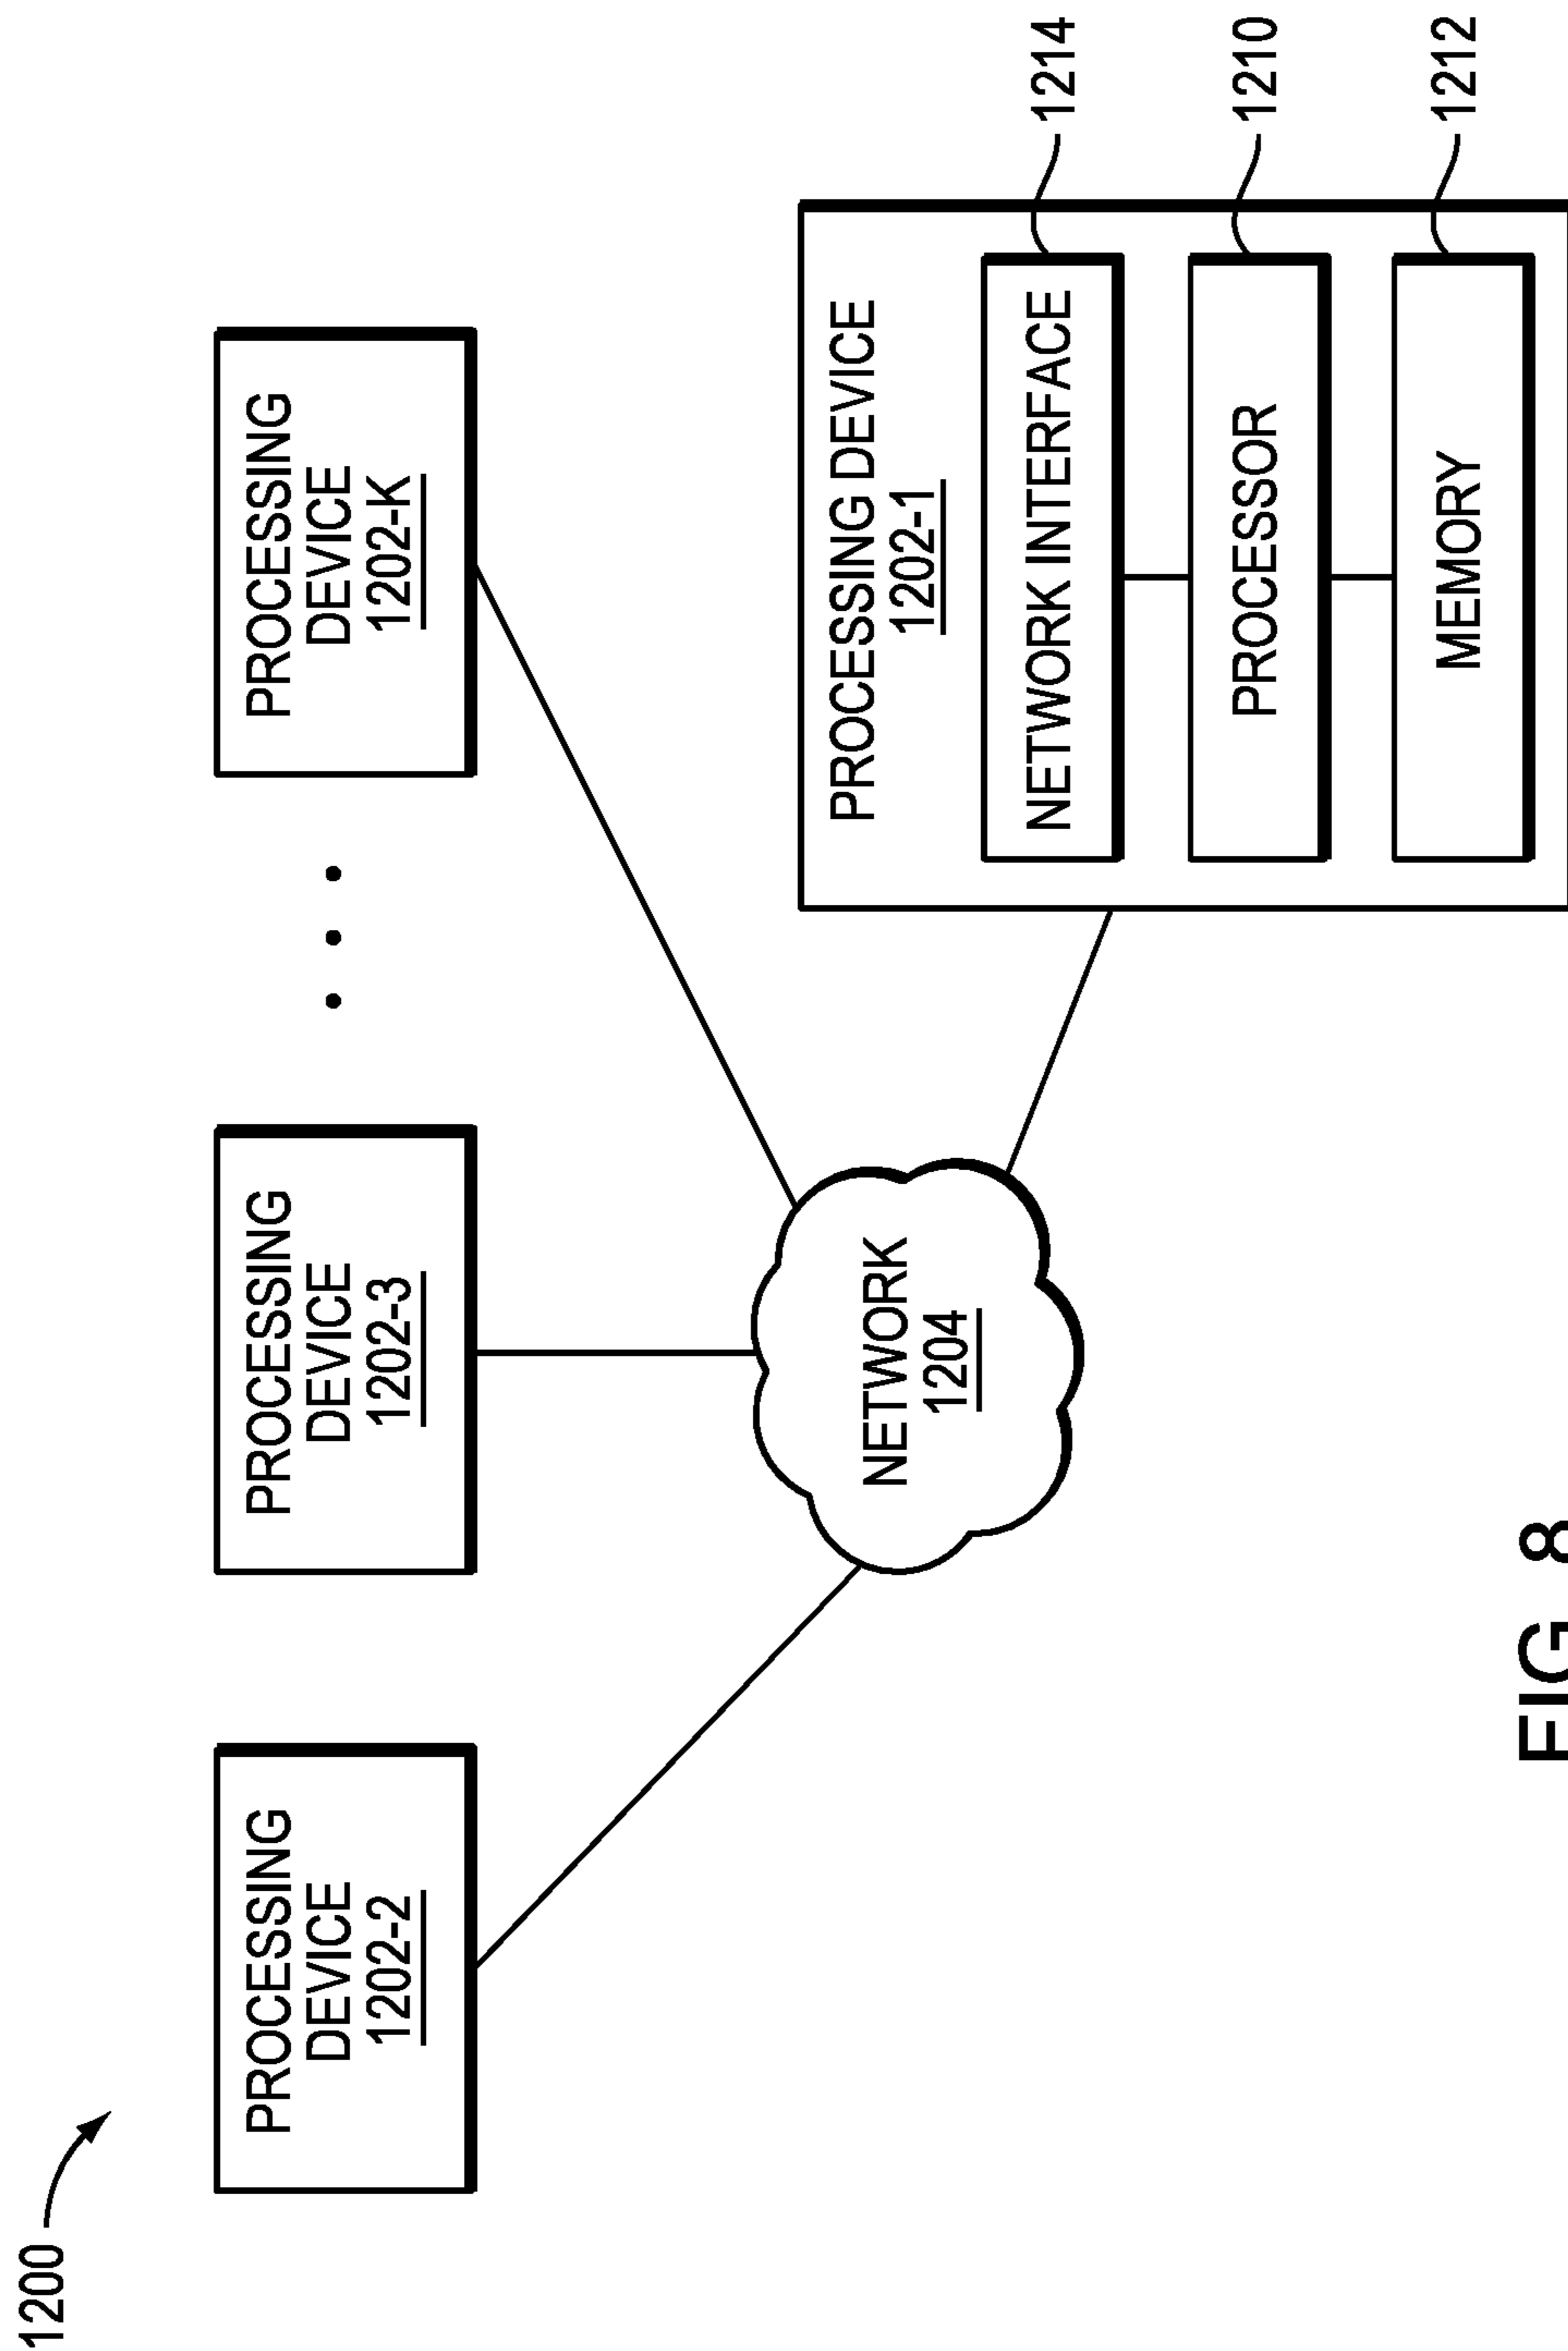 1200
PROCESSING
DEVICE
1202-2
PROCESSING
DEVICE
1202-3
PROCESSING
DEVICE
1202-K
NETWORK
1204
PROCESSING DEVICE
1202-1
NETWORK INTERFACE
1214
PROCESSOR
1210
MEMORY
1212
FIG. 8